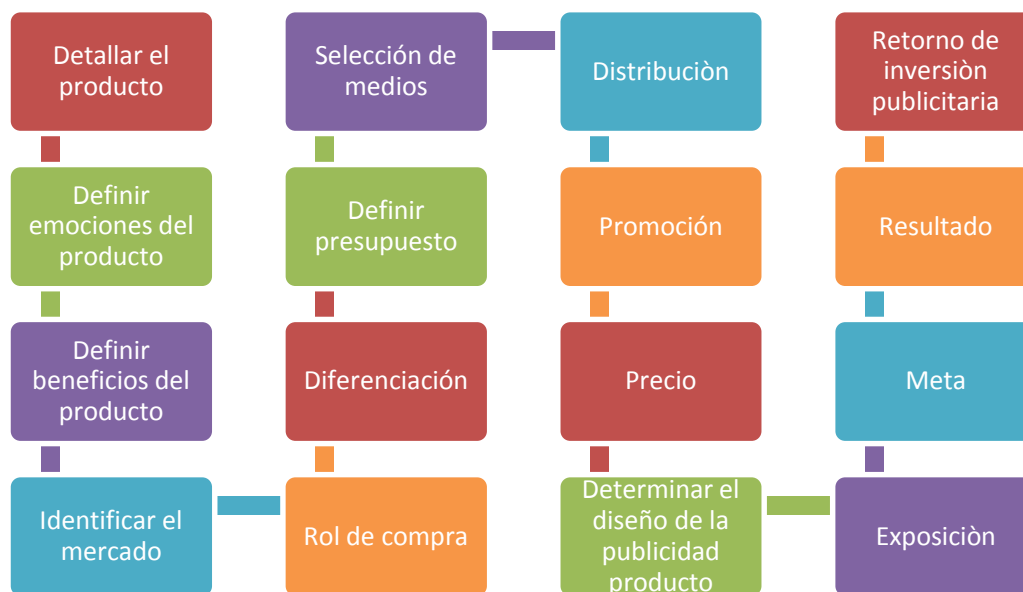 Detallar el
producto
Definir
emociones del
producto
Definir
beneficios del
producto
Identificar el
mercado
Rol de compra
Diferenciación
Definir
presupuesto
Selección de
medios
Distribuciòn
Promoción
Precio
Determinar el
diseño de la
publicidad
producto
Exposiciòn
Meta
Resultado
Retorno de
inversiòn
publicitaria